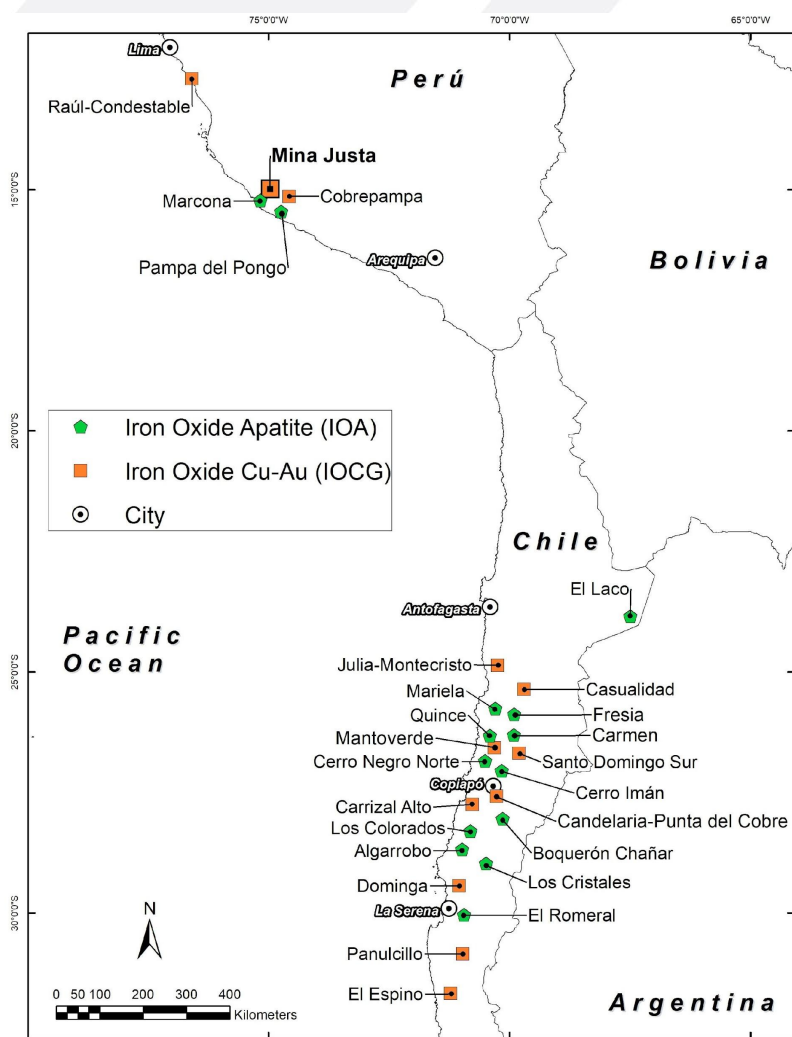 75°0'0"W
70°0'0"W
65°0'0"W
Lima
Perú
Raúl-Condestable
Mina Justa
15°0'0"S
Marcona
Cobrepampa
Pampa del Pongo
Arequipa
Bolivia
20°0'0"S
Iron Oxide Apatite (IOA)
Iron Oxide Cu-Au (IOCG)
City
Chile
El Laco
Antofagasta
Pacific
Ocean
Julia-Montecristo
25°0'0"S
Mariela
Casualidad
Quince
Fresia
Mantoverde
Carmen
Cerro Negro Norte
Santo Domingo Sur
Copiapó
Cerro Imán
Carrizal Alto
Candelaria-Punta del Cobre
Los Colorados
Algarrobo
Boquerón Chañar
Dominga
Los Cristales
La Serena
El Romeral
30°0'0"S
N
Panulcillo
El Espino
0 50 100 200 300 400
Kilometers
Argentina